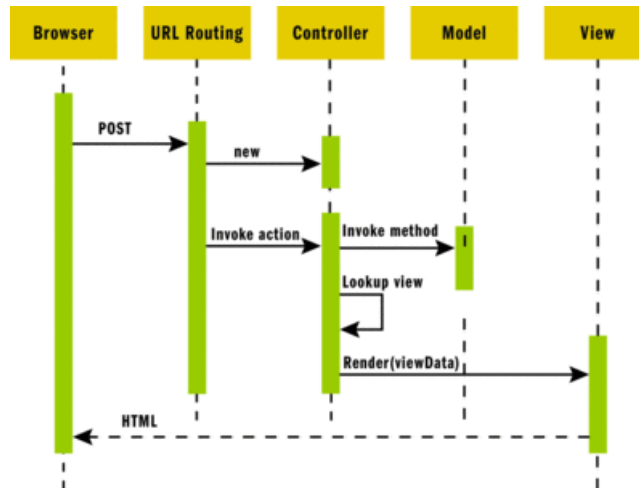 Browser
URL Routing
Controller
Model
View
POST
new
Invoke action
Invoke method
Lookup view
Render(viewData)
HTML